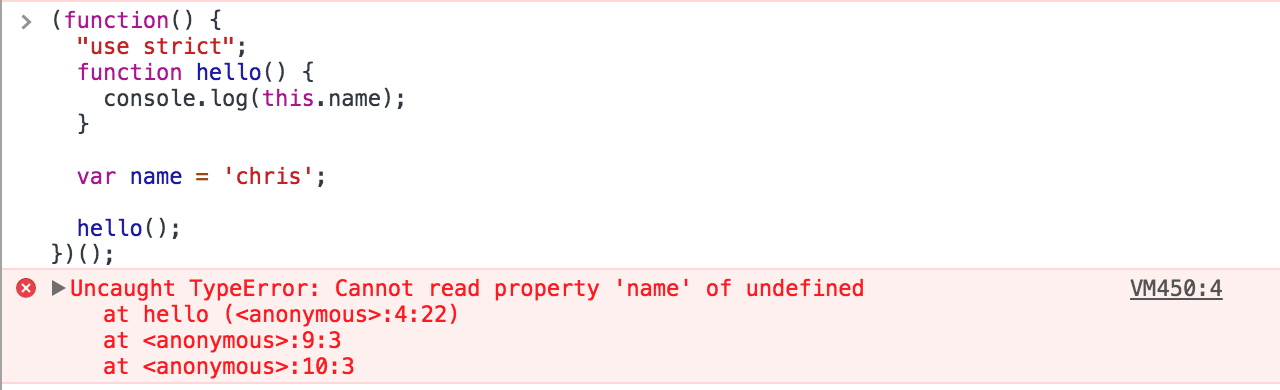 > (function() {
  "use strict";
  function hello() {
    console.log(this.name);
  }
  var name = 'chris';
  hello();
})();
Uncaught TypeError: Cannot read property 'name' of undefined VM450:4
    at hello (<anonymous>:4:22)
    at <anonymous>:9:3
    at <anonymous>:10:3